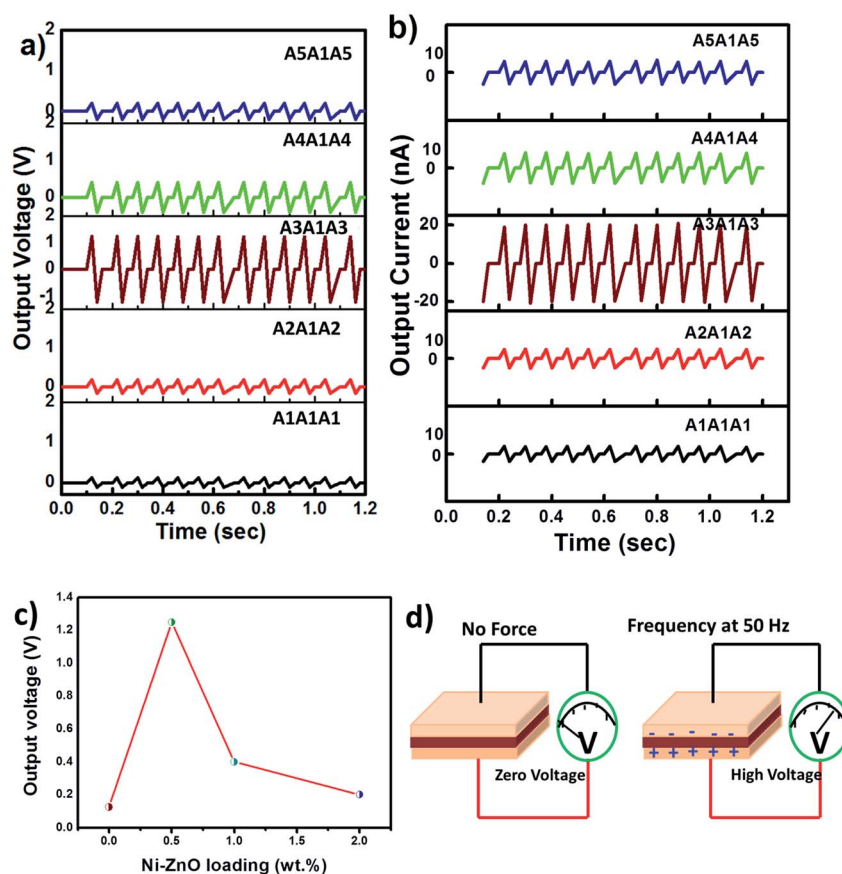 a)
Output Voltage (V)
2
1
0
A5A1A5
2
1
0
A4A1A4
2
1
0
-1
A3A1A3
2
1
0
A2A1A2
2
1
0
A1A1A1
0.0 0.2 0.4 0.6 0.8 1.0 1.2
Time (sec)
b)
Output Current (nA)
10
0
A5A1A5
10
0
A4A1A4
20
0
-20
A3A1A3
10
0
A2A1A2
10
0
A1A1A1
0.0 0.2 0.4 0.6 0.8 1.0 1.2
Time (sec)
c)
Output voltage (V)
1.4
1.2
1.0
0.8
0.6
0.4
0.2
0.0
0.0 0.5 1.0 2.0
Ni-ZnO loading (wt.%)
d)
No Force
V
Zero Voltage
Frequency at 50 Hz
- - - - -
+ + + + +
V
High Voltage